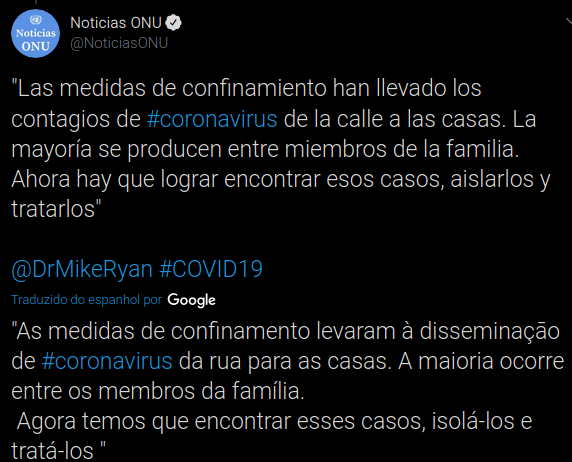 Noticias ONU
@NoticiasONU
Noticias
ONU
"Las medidas de confinamiento han llevado los
contagios de #coronavirus de la calle a las casas. La
mayoría se producen entre miembros de la familia.
Ahora hay que lograr encontrar esos casos, aislarlos y
tratarlos"
@DrMikeRyan #COVID19
Traduzido do espanhol por Google
"As medidas de confinamento levaram à disseminação
de #coronavirus da rua para as casas. A maioria ocorre
entre os membros da família.
Agora temos que encontrar esses casos, isolá-los e
tratá-los "